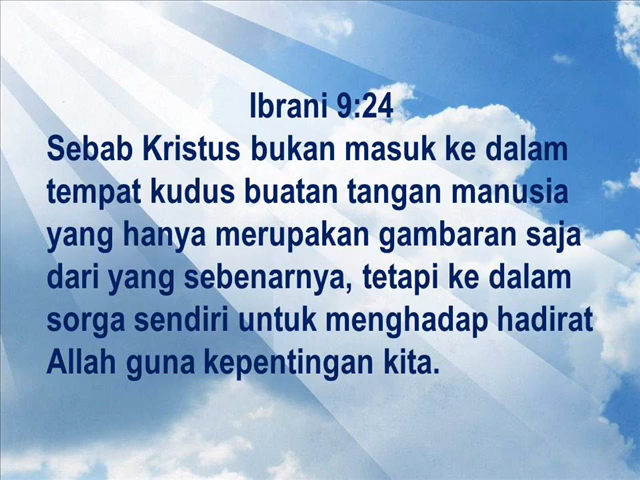 Ibrani 9:24
Sebab Kristus bukan masuk ke dalam
tempat kudus buatan tangan manusia
yang hanya merupakan gambaran saja
dari yang sebenarnya, tetapi ke dalam
sorga sendiri untuk menghadap hadirat
Allah guna kepentingan kita.